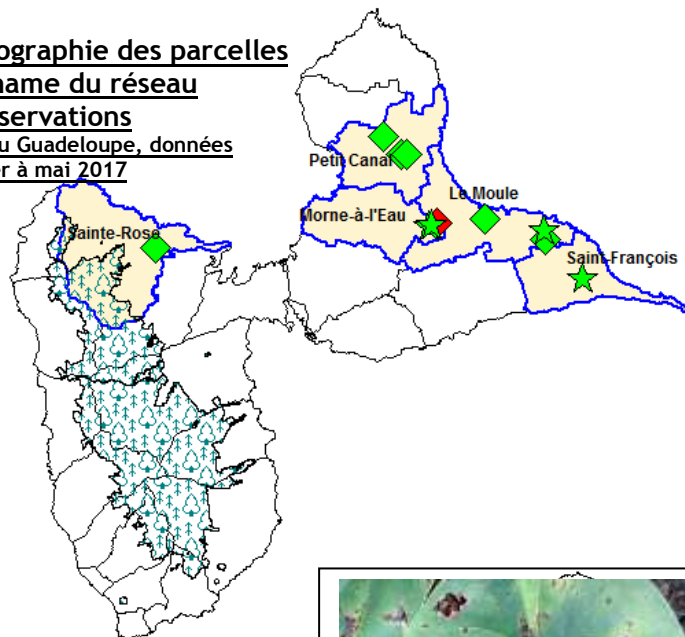 ographie des parcelles
name du réseau
servations
u Guadeloupe, données
er à mai 2017
Petit Canal
Le Moule
Morne-à-l'Eau
Sainte-Rose
Saint-François